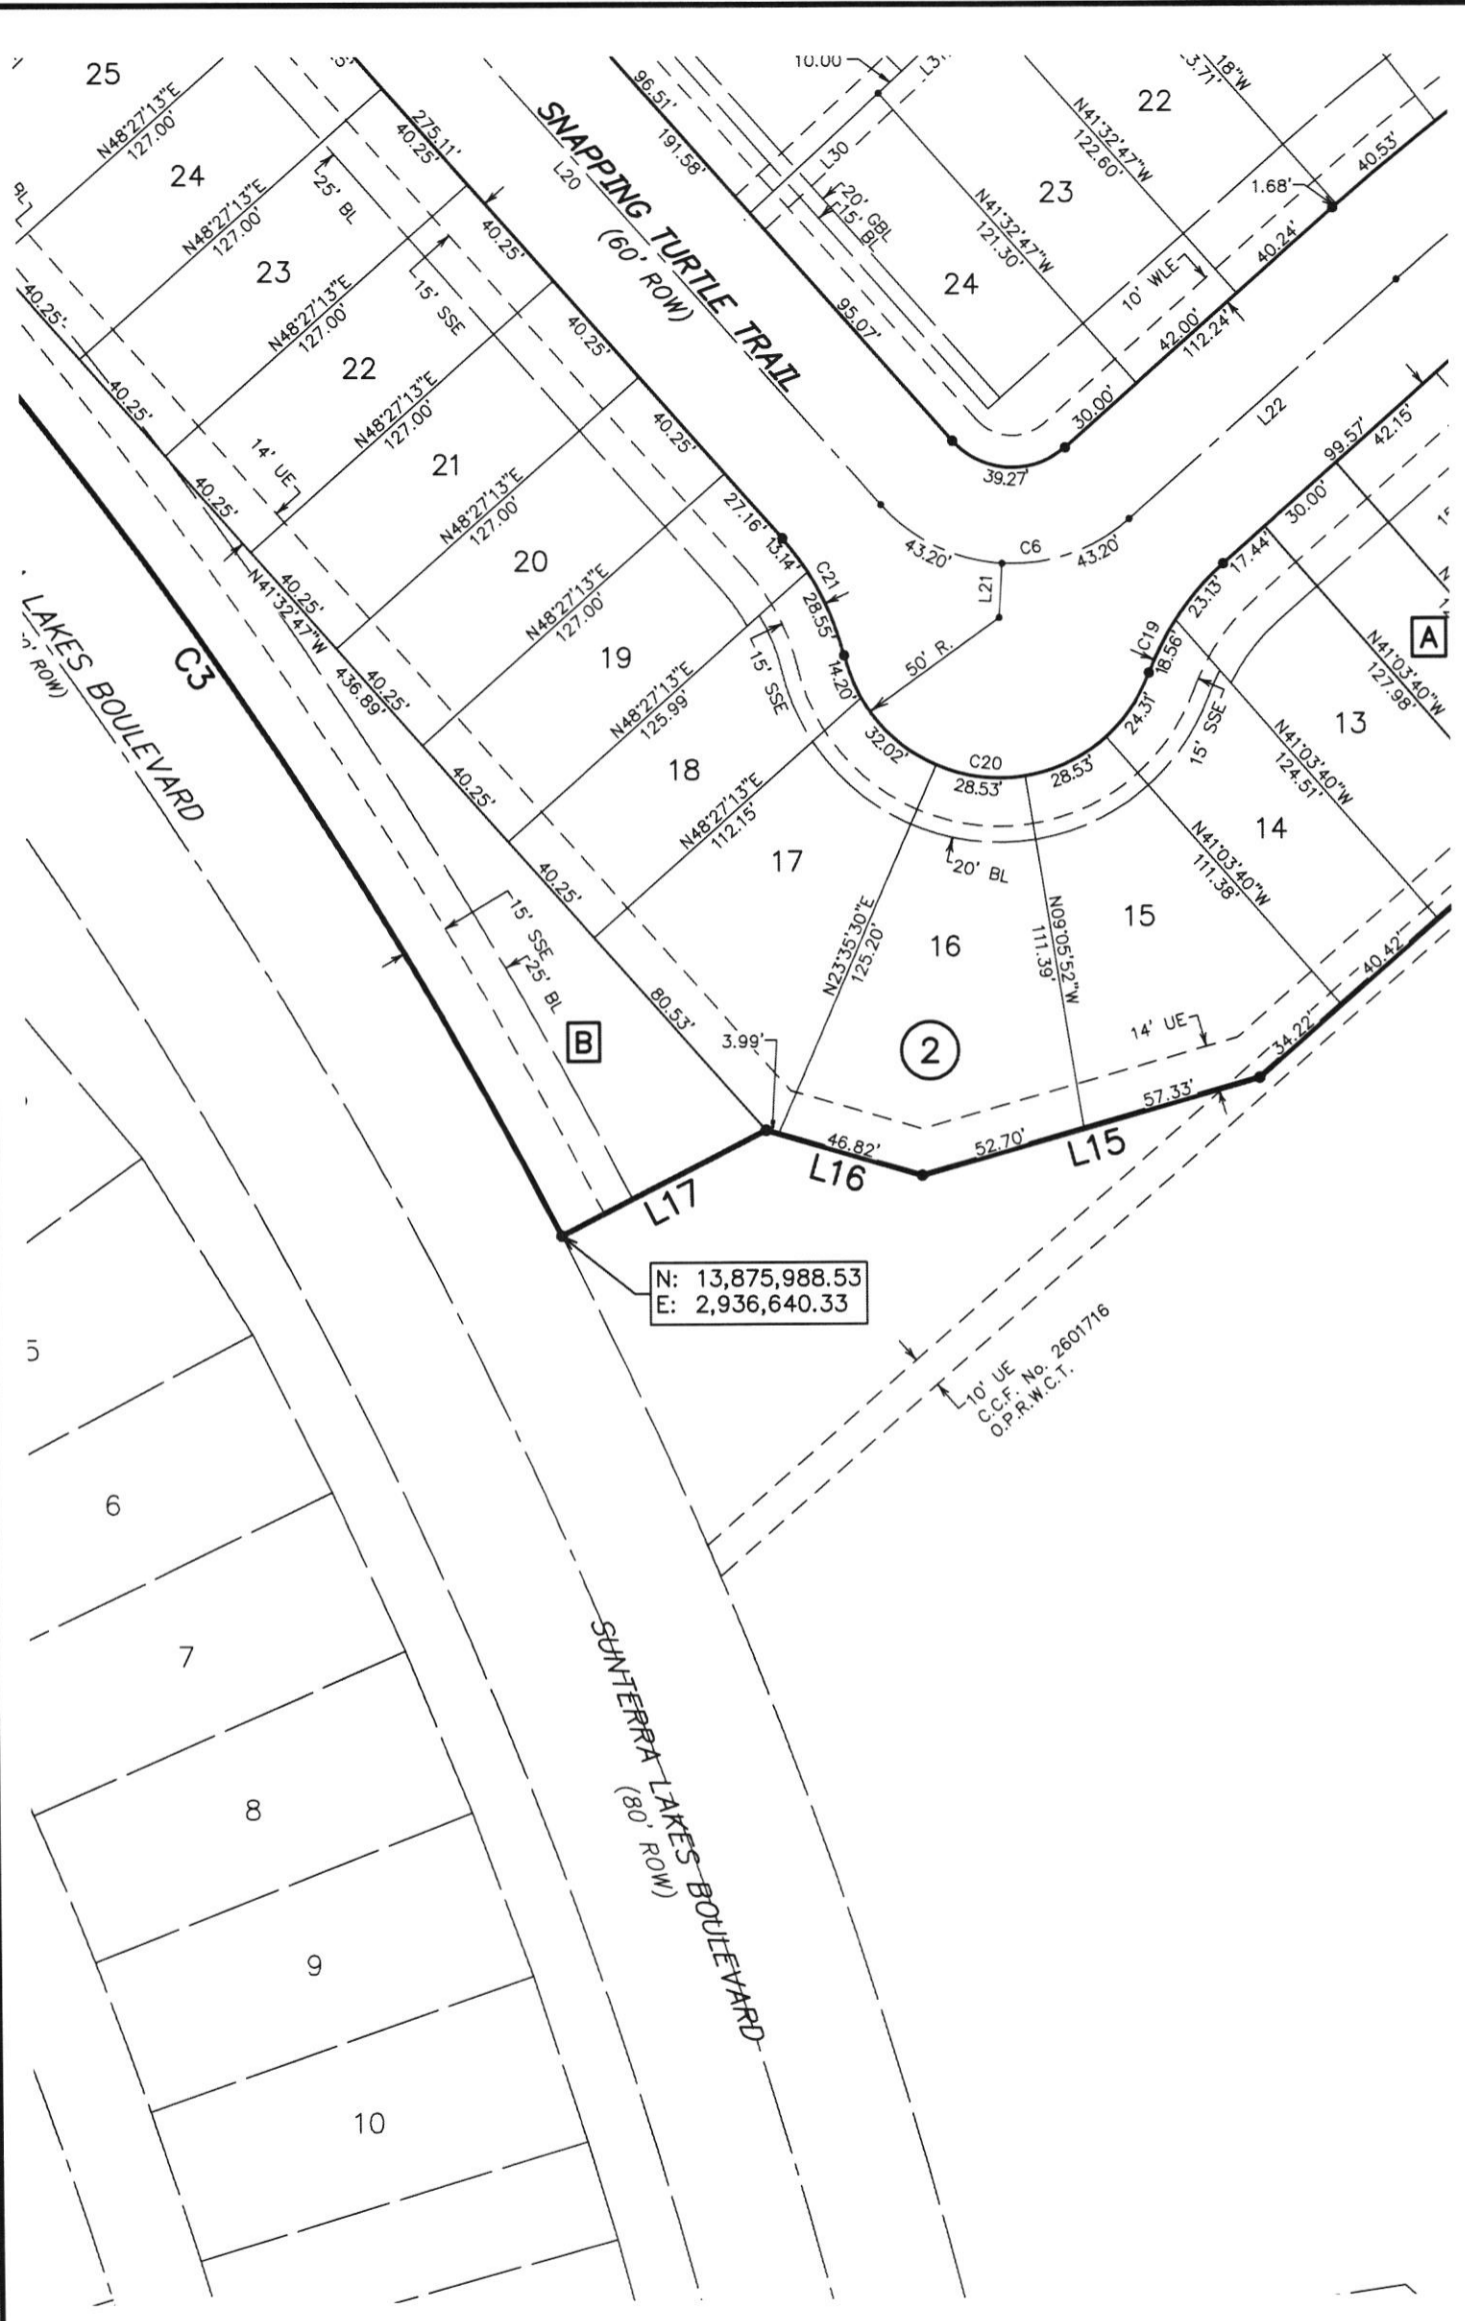 25
N48°27'13"E
127.00'
24
N48°27'13"E
127.00'
23
N48°27'13"E
127.00'
22
N48°27'13"E
127.00'
21
N48°27'13"E
127.00'
20
N48°27'13"E
127.00'
19
N48°27'13"E
125.99'
18
N48°27'13"E
112.15'
17
275.11'
40.25'
40.25'
40.25'
40.25'
27.16'
13.14'
C21
28.55'
14.20'
32.02'
C20
28.53'
28.53'
24.31'
C19
18.56'
23.13'
17.44'
30.00'
99.57'
42.15'
25' BL
15' SSE
BL
40.25'
40.25'
40.25'
14' UE
40.25'
N41°32'47"W
436.89'
40.25'
40.25'
40.25'
80.53'
SNAPPING TURTLE TRAIL
(60' ROW)
L20
96.51'
191.58'
95.07'
10.00
L30
20' GBL
15' BL
18"W
3.71'
22
N41°32'47"W
122.60'
23
N41°32'47"W
121.30'
24
1.68'
40.53'
40.24'
10' WLE
42.00'
112.24'
30.00'
39.27'
L22
43.20'
C6
43.20'
L21
50' R.
15' SSE
15' SSE
A
N41°03'40"W
127.98'
13
N41°03'40"W
124.51'
14
N41°03'40"W
111.38'
15
20' BL
N23°35'30"E
125.20'
16
N09°05'52"W
111.39'
2
14' UE
40.42'
34.22'
57.33'
L15
52.70'
46.82'
L16
3.99'
L17
C3
LAKES BOULEVARD
0' ROW)
15' SSE
25' BL
B
N: 13,875,988.53
E: 2,936,640.33
10' UE
C.C.F. No. 2601716
O.P.R.W.C.T.
5
6
7
8
9
10
SUNTERRA LAKES BOULEVARD
(80' ROW)